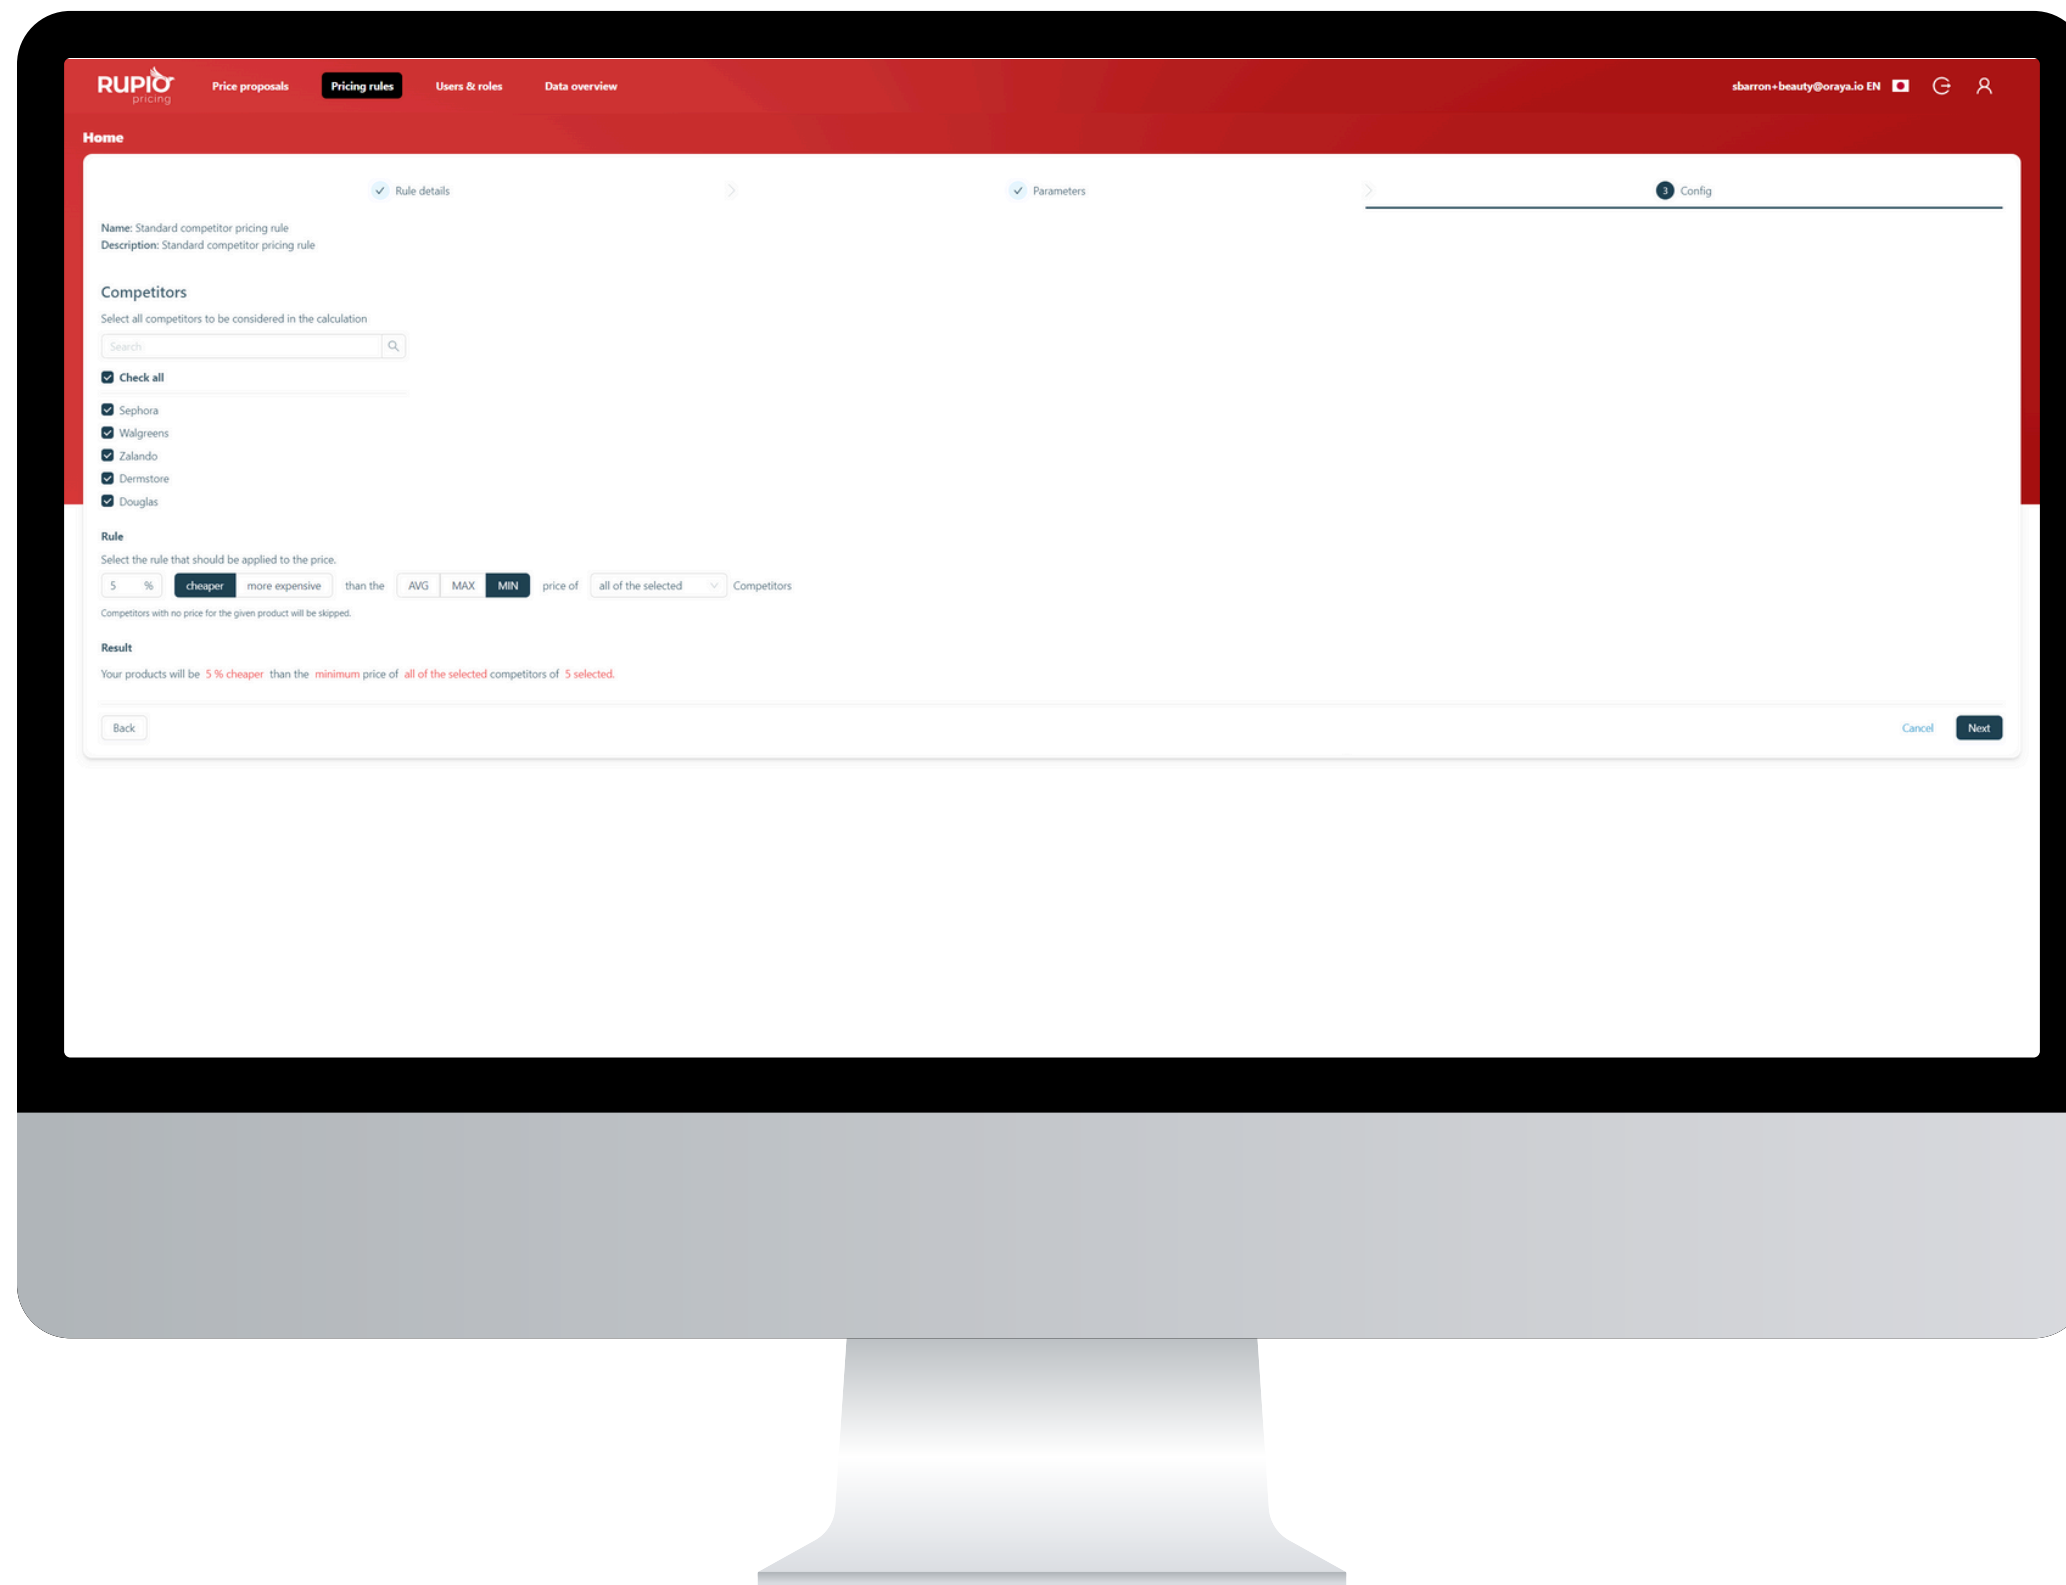 RUPIO
pricing
Price proposals Pricing rules Users & roles Data overview
sbarron+beauty@oraya.io EN
Home
Rule details Parameters 3 Config
Name: Standard competitor pricing rule
Description: Standard competitor pricing rule
Competitors
Select all competitors to be considered in the calculation
Search
Check all
Sephora
Walgreens
Zalando
Dermstore
Douglas
Rule
Select the rule that should be applied to the price.
5 % cheaper more expensive than the AVG MAX MIN price of all of the selected Competitors
Competitors with no price for the given product will be skipped.
Result
Your products will be 5 % cheaper than the minimum price of all of the selected competitors of 5 selected.
Back Cancel Next